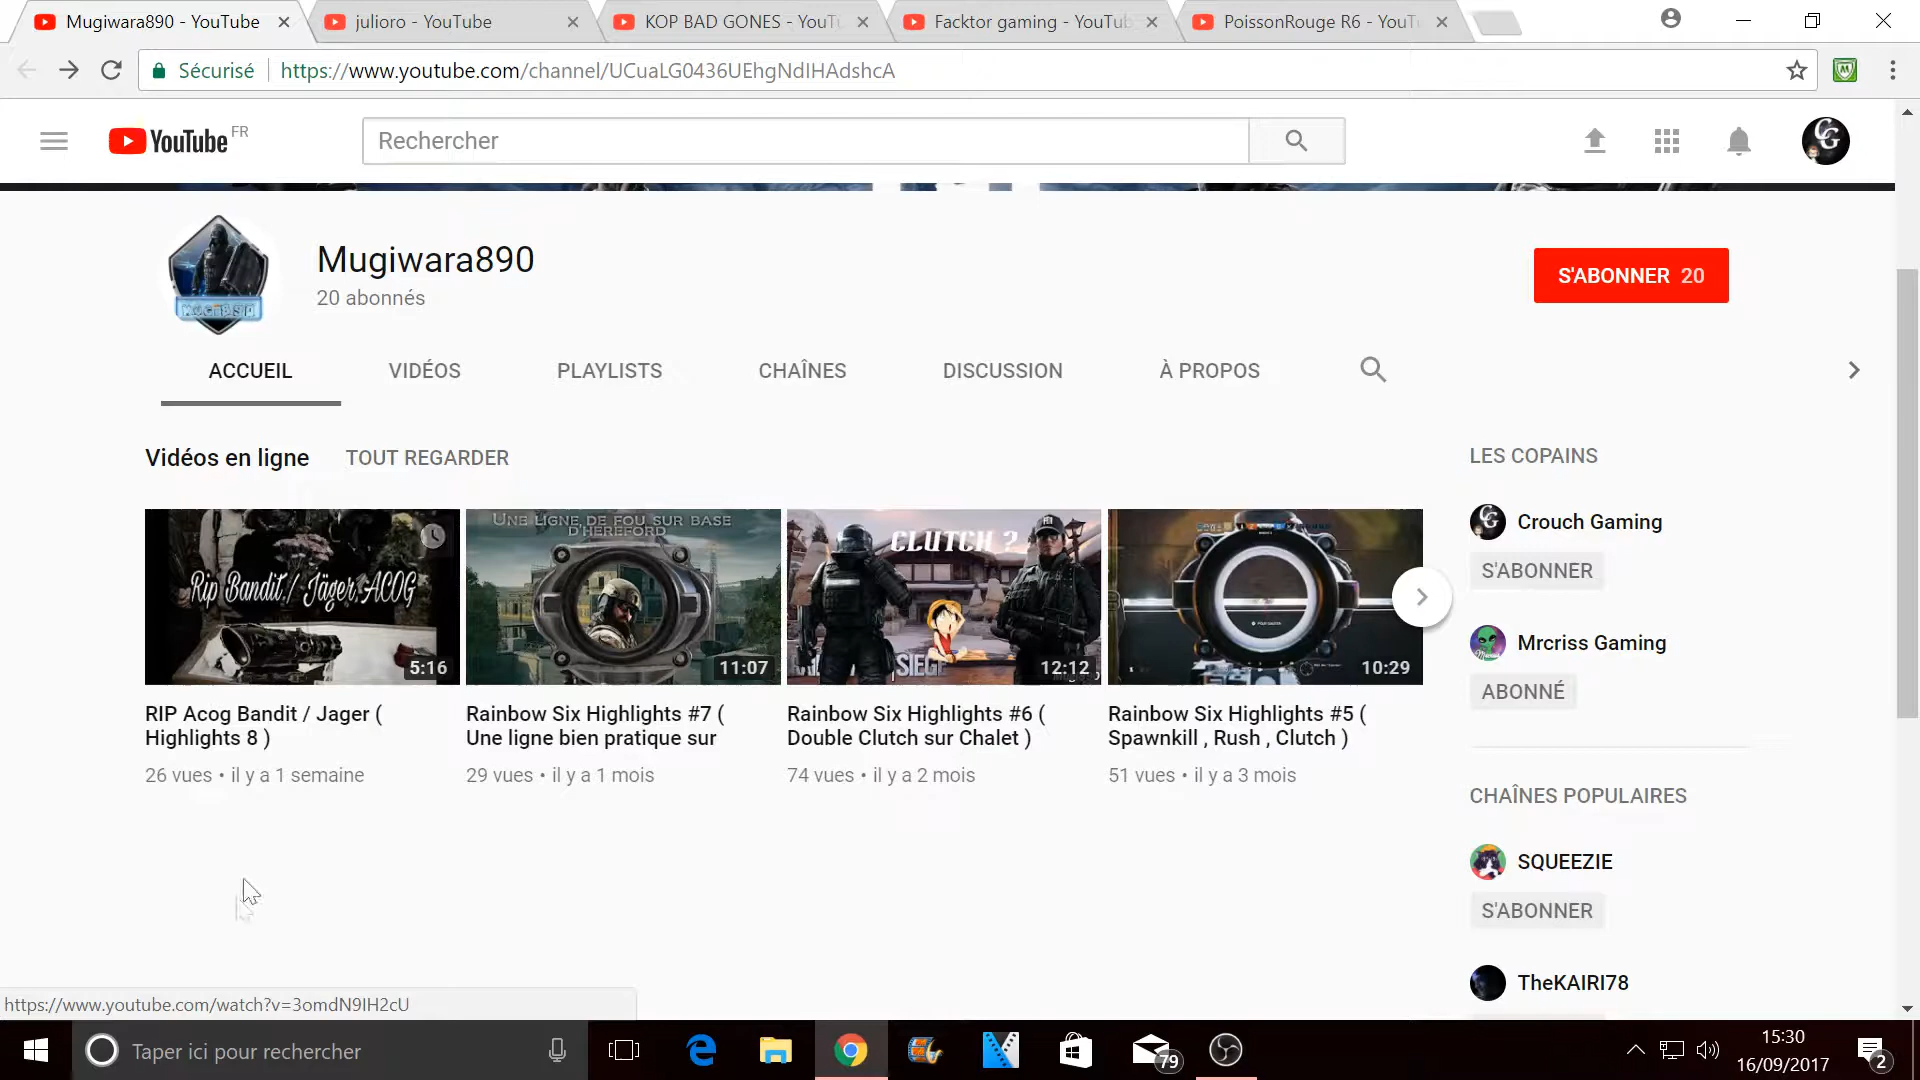 Mugiwara890 - YouTube
julioro - YouTube
KOP BAD GONES - YouTu
Facktor gaming - YouTub
PoissonRouge R6 - YouTu
Sécurisé
https://www.youtube.com/channel/UCuaLG0436UEhgNdIHAdshcA
YouTube FR
Rechercher
Mugiwara890
20 abonnés
S'ABONNER 20
ACCUEIL
VIDÉOS
PLAYLISTS
CHAÎNES
DISCUSSION
À PROPOS
Vidéos en ligne
TOUT REGARDER
Rip Bandit / Jäger ACOG
5:16
UNE LIGNE DE FOU SUR BASE
D'HEREFORD
11:07
CLUTCH ?
SIEGE
12:12
10:29
RIP Acog Bandit / Jager (
Highlights 8 )
26 vues • il y a 1 semaine
Rainbow Six Highlights #7 (
Une ligne bien pratique sur
29 vues • il y a 1 mois
Rainbow Six Highlights #6 (
Double Clutch sur Chalet )
74 vues • il y a 2 mois
Rainbow Six Highlights #5 (
Spawnkill , Rush , Clutch )
51 vues • il y a 3 mois
LES COPAINS
Crouch Gaming
S'ABONNER
Mrcriss Gaming
ABONNÉ
CHAÎNES POPULAIRES
SQUEEZIE
S'ABONNER
TheKAIRI78
https://www.youtube.com/watch?v=3omdN9IH2cU
Taper ici pour rechercher
79
15:30
16/09/2017
2